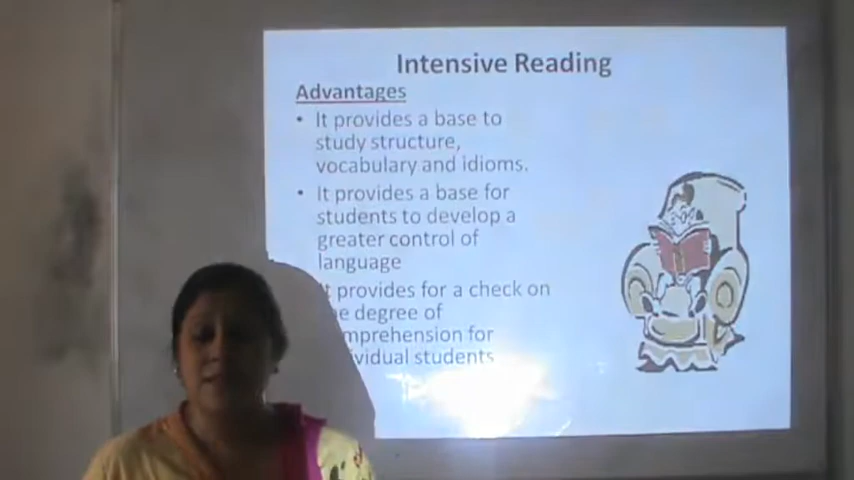 Intensive Reading
Advantages
• It provides a base to
study structure,
vocabulary and idioms.
• It provides a base for
students to develop a
greater control of
language
It provides for a check on
degree of
for
students